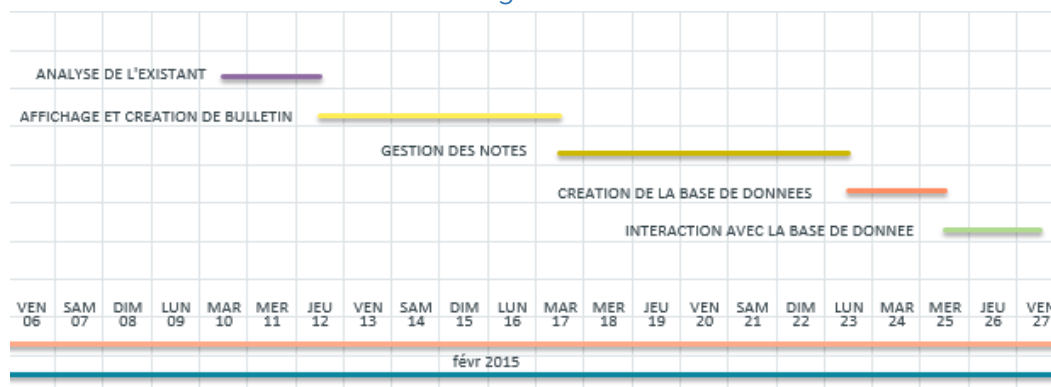 ANALYSE DE L'EXISTANT
AFFICHAGE ET CREATION DE BULLETIN
GESTION DES NOTES
CREATION DE LA BASE DE DONNEES
INTERACTION AVEC LA BASE DE DONNEE
VEN SAM DIM LUN MAR MER JEU VEN SAM DIM LUN MAR MER JEU VEN SAM DIM LUN MAR MER JEU VEN
06 07 08 09 10 11 12 13 14 15 16 17 18 19 20 21 22 23 24 25 26 27
févr 2015